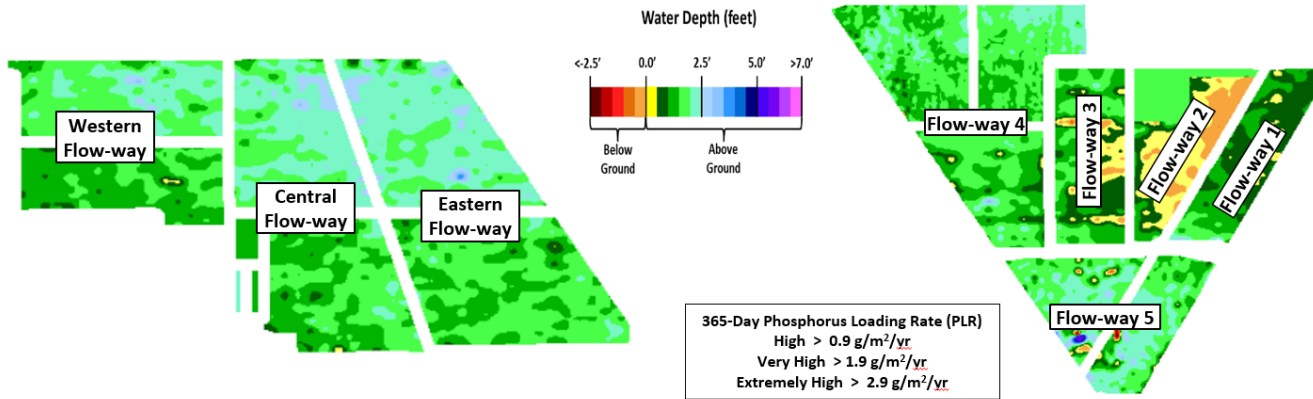 Water Depth (feet)
<-2.5' 0.0' 2.5' 5.0' >7.0'
Below
Ground
Above
Ground
Western
Flow-way
Central
Flow-way
Eastern
Flow-way
Flow-way 4
Flow-way 3
Flow-way 2
Flow-way 1
Flow-way 5
365-Day Phosphorus Loading Rate (PLR)
High > 0.9 g/m²/yr
Very High > 1.9 g/m²/yr
Extremely High > 2.9 g/m²/yr